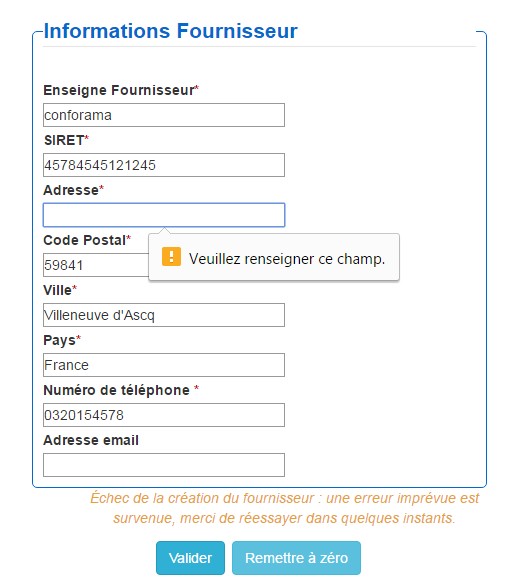 Informations Fournisseur
Enseigne Fournisseur*
conforama
SIRET*
45784545121245
Adresse*
Code Postal*
Veuillez renseigner ce champ.
59841
Ville*
Villeneuve d'Ascq
Pays*
France
Numéro de téléphone *
0320154578
Adresse email
Échec de la création du fournisseur : une erreur imprévue est
survenue, merci de réessayer dans quelques instants.
Valider
Remettre à zéro